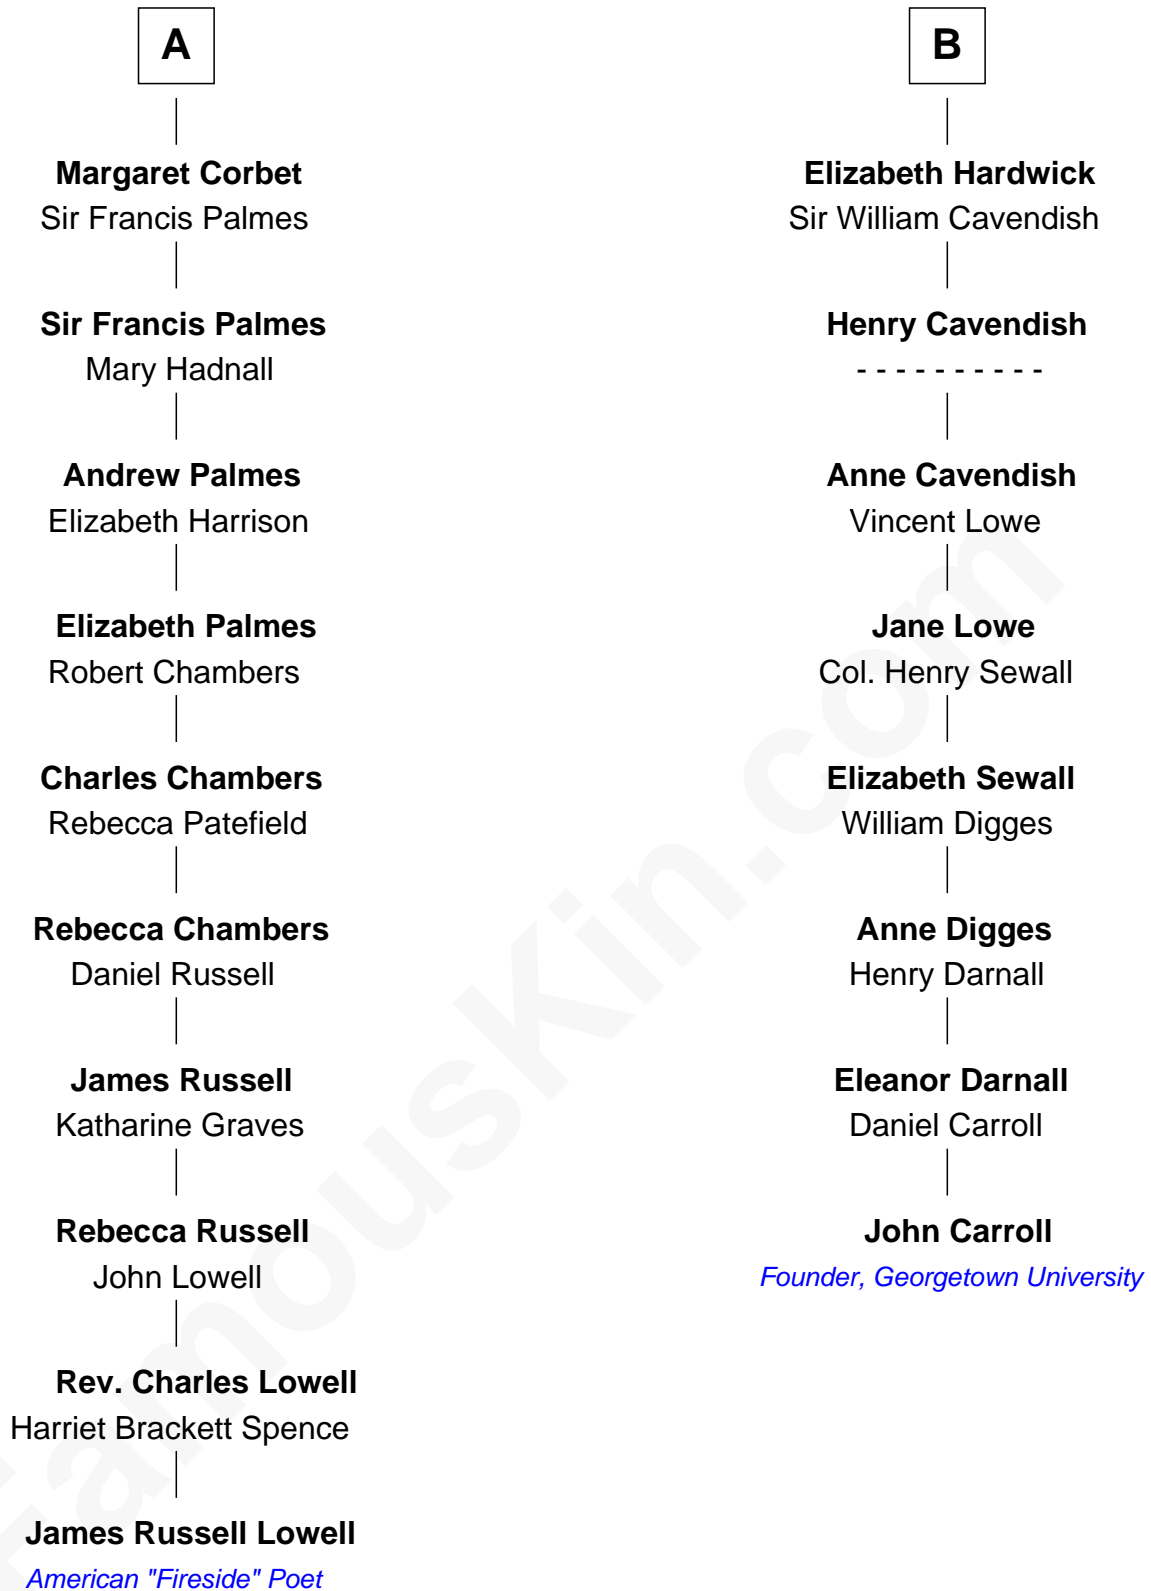 A
Margaret Corbet
Sir Francis Palmes
Sir Francis Palmes
Mary Hadnall
Andrew Palmes
Elizabeth Harrison
Elizabeth Palmes
Robert Chambers
Charles Chambers
Rebecca Patefield
Rebecca Chambers
Daniel Russell
James Russell
Katharine Graves
Rebecca Russell
John Lowell
Rev. Charles Lowell
Harriet Brackett Spence
James Russell Lowell
American "Fireside" Poet
B
Elizabeth Hardwick
Sir William Cavendish
Henry Cavendish
- - - - - - - - - -
Anne Cavendish
Vincent Lowe
Jane Lowe
Col. Henry Sewall
Elizabeth Sewall
William Digges
Anne Digges
Henry Darnall
Eleanor Darnall
Daniel Carroll
John Carroll
Founder, Georgetown University
FamousKin.com